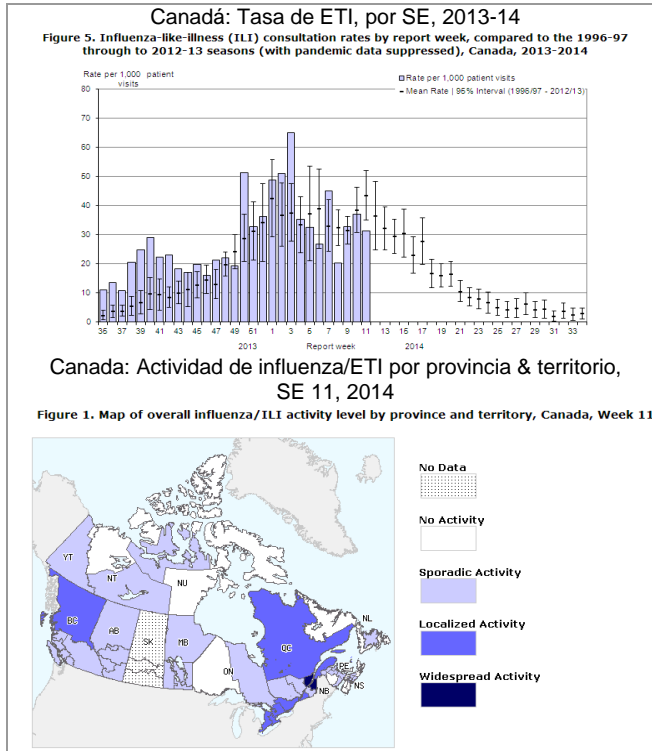 Canadá: Tasa de ETI, por SE, 2013-14
Figure 5. Influenza-like-illness (ILI) consultation rates by report week, compared to the 1996-97
through to 2012-13 seasons (with pandemic data suppressed), Canada, 2013-2014
Rate per 1,000 patient
visits
Rate per 1,000 patient visits
Mean Rate | 95% Interval (1996/97 - 2012/13)
80
70
60
50
40
30
20
10
0
36 37 39 41 43 45 47 49 51 1 3 5 7 9 11 13 15 17 19 21 23 25 27 29 31 33
2013 Report week 2014
Canada: Actividad de influenza/ETI por provincia & territorio,
SE 11, 2014
Figure 1. Map of overall influenza/ILI activity level by province and territory, Canada, Week 11
No Data
No Activity
Sporadic Activity
Localized Activity
Widespread Activity
YT
NT
NU
BC
AB
SK
MB
ON
QC
NL
PE
NB
NS